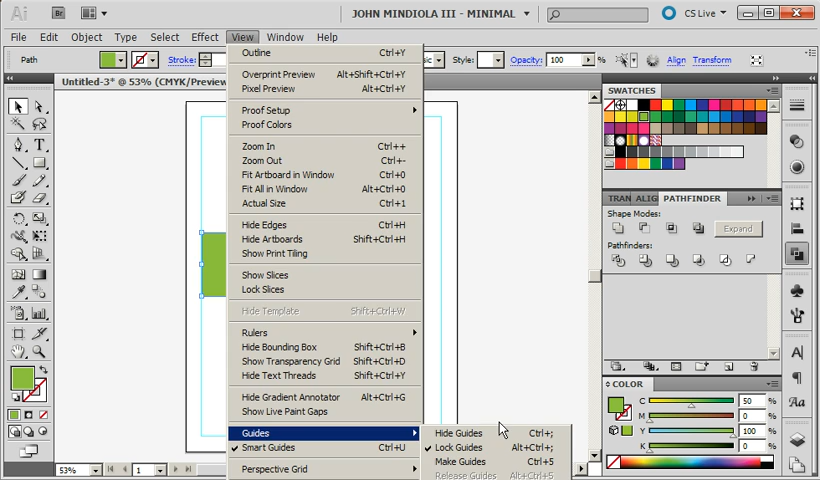 Ai Br JOHN MINDIOLA III - MINIMAL CS Live
File Edit Object Type Select Effect View Window Help
Path Stroke: Style: Opacity: 100 % Align Transform
Untitled-3* @ 53% (CMYK/Preview
Outline Ctrl+Y
Overprint Preview Alt+Shift+Ctrl+Y
Pixel Preview Alt+Ctrl+Y
Proof Setup
Proof Colors
Zoom In Ctrl++
Zoom Out Ctrl+-
Fit Artboard in Window Ctrl+0
Fit All in Window Alt+Ctrl+0
Actual Size Ctrl+1
Hide Edges Ctrl+H
Hide Artboards Shift+Ctrl+H
Show Print Tiling
Show Slices
Lock Slices
Hide Template Shift+Ctrl+W
Rulers
Hide Bounding Box Shift+Ctrl+B
Show Transparency Grid Shift+Ctrl+D
Hide Text Threads Shift+Ctrl+Y
Hide Gradient Annotator Alt+Ctrl+G
Show Live Paint Gaps
Guides
Smart Guides Ctrl+U
Perspective Grid
Hide Guides Ctrl+;
Lock Guides Alt+Ctrl+;
Make Guides Ctrl+5
Release Guides Alt+Ctrl+5
SWATCHES
TRAN ALIG PATHFINDER
Shape Modes:
Expand
Pathfinders:
COLOR
C 50 %
M 0 %
Y 100 %
K 0 %
53% 1